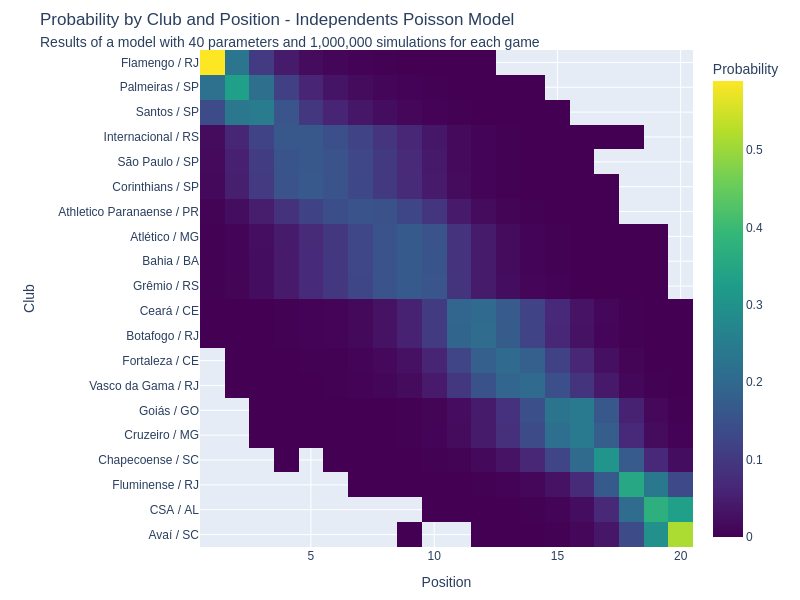 Probability by Club and Position - Independents Poisson Model
Results of a model with 40 parameters and 1,000,000 simulations for each game
Probability
Flamengo / RJ
Palmeiras / SP
Santos / SP
Internacional / RS
São Paulo / SP
Corinthians / SP
Athletico Paranaense / PR
Atlético / MG
Bahia / BA
Grêmio / RS
Ceará / CE
Botafogo / RJ
Fortaleza / CE
Vasco da Gama / RJ
Goiás / GO
Cruzeiro / MG
Chapecoense / SC
Fluminense / RJ
CSA / AL
Avaí / SC
Club
5
10
15
20
Position
0.5
0.4
0.3
0.2
0.1
0